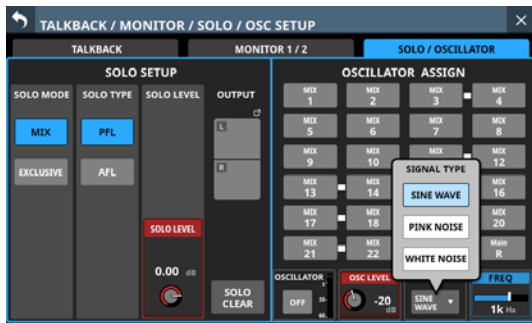 TALKBACK / MONITOR / SOLO / OSC SETUP
TALKBACK
MONITOR 1 / 2
SOLO / OSCILLATOR
SOLO SETUP
OSCILLATOR ASSIGN
SOLO MODE
SOLO TYPE
SOLO LEVEL
OUTPUT
MIX
EXCLUSIVE
PFL
AFL
SOLO LEVEL
0.00 dB
L
R
SOLO
CLEAR
MIX
1
MIX
2
MIX
3
MIX
4
MIX
5
MIX
6
MIX
7
MIX
8
MIX
9
MIX
10
MIX
MIX
12
MIX
13
MIX
14
MIX
16
MIX
17
MIX
18
MIX
20
MIX
21
MIX
22
Main
R
SIGNAL TYPE
SINE WAVE
PINK NOISE
WHITE NOISE
OSCILLATOR
OFF
OSC LEVEL
-20
dB
SINE
WAVE
FREQ
1k Hz